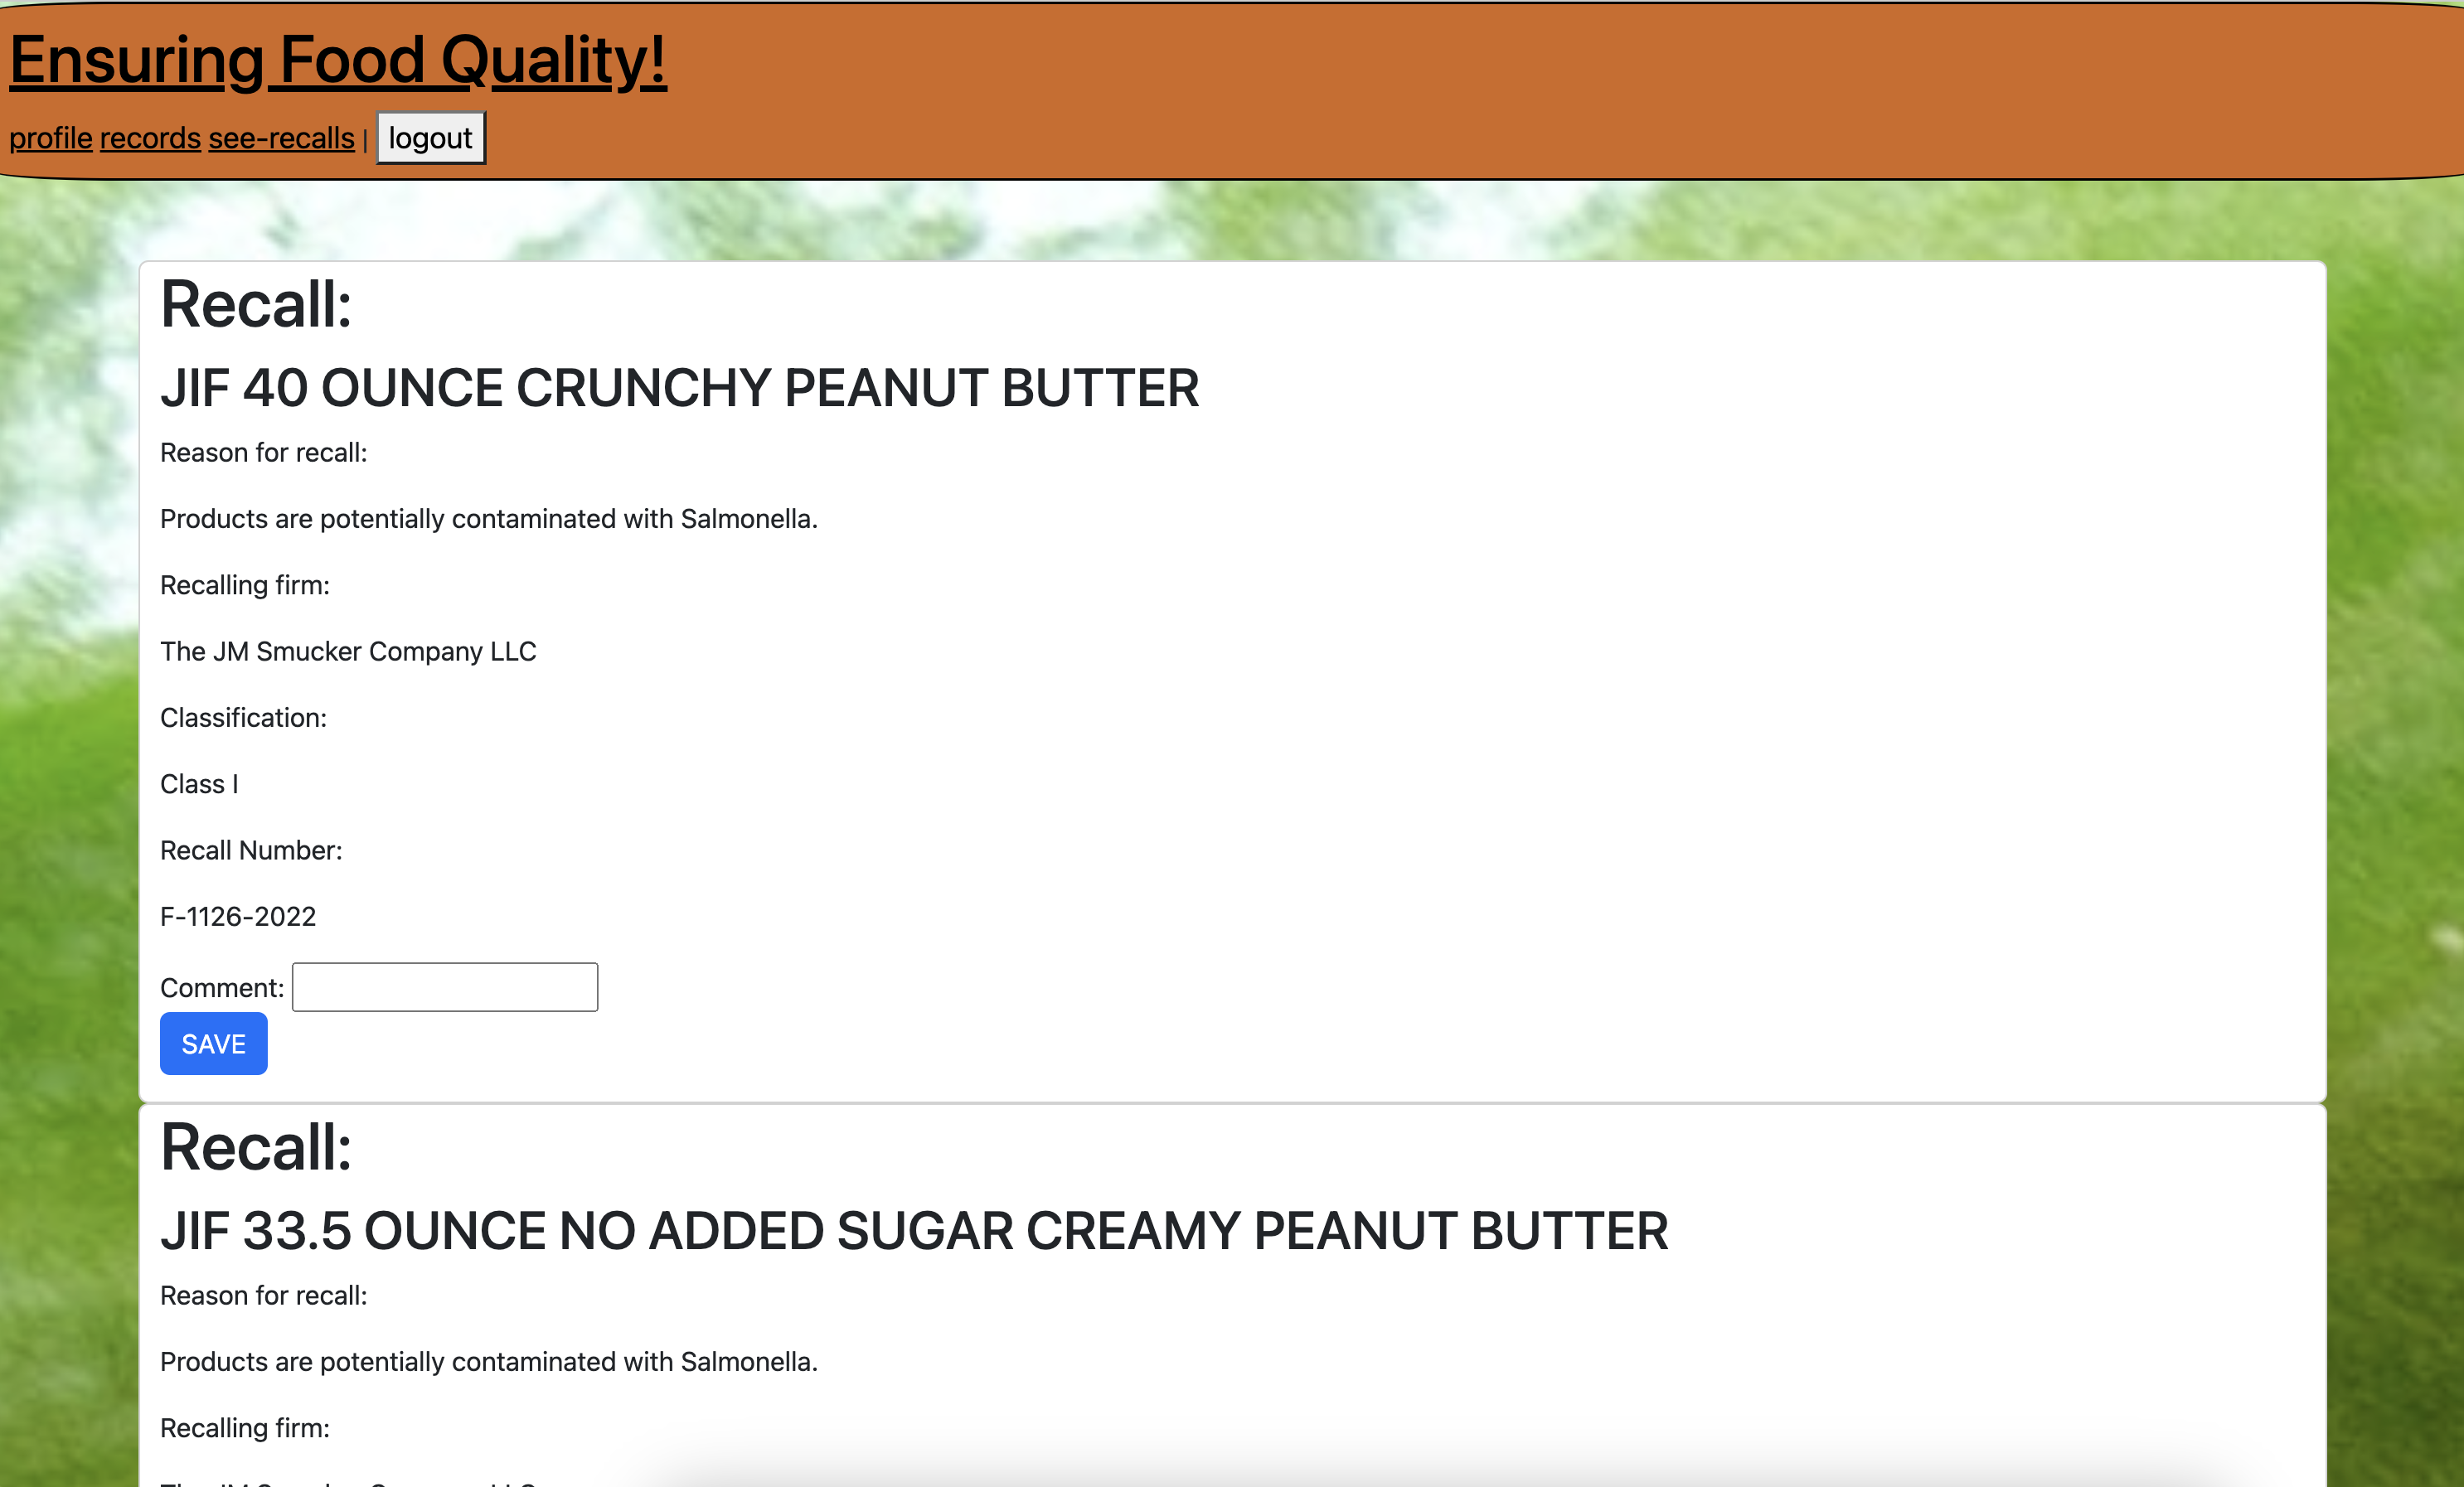 Ensuring Food Quality!
profile records see-recalls | logout
Recall:
JIF 40 OUNCE CRUNCHY PEANUT BUTTER
Reason for recall:
Products are potentially contaminated with Salmonella.
Recalling firm:
The JM Smucker Company LLC
Classification:
Class I
Recall Number:
F-1126-2022
Comment:
SAVE
Recall:
JIF 33.5 OUNCE NO ADDED SUGAR CREAMY PEANUT BUTTER
Reason for recall:
Products are potentially contaminated with Salmonella.
Recalling firm: